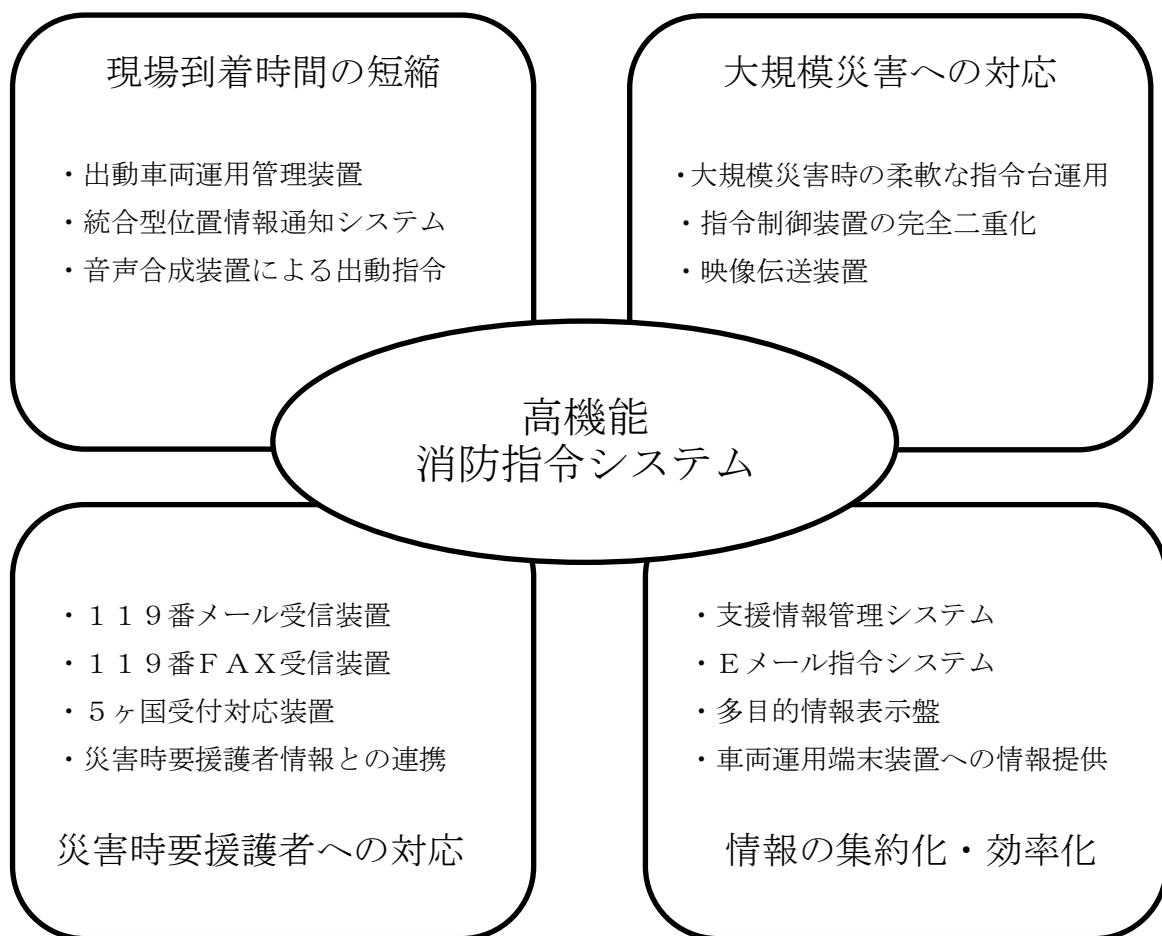 現場到着時間の短縮
・出動車両運用管理装置
・統合型位置情報通知システム
・音声合成装置による出動指令
大規模災害への対応
・大規模災害時の柔軟な指令台運用
・指令制御装置の完全二重化
・映像伝送装置
高機能
消防指令システム
・119番メール受信装置
・119番FAX受信装置
・5ヶ国受付対応装置
・災害時要援護者情報との連携
災害時要援護者への対応
・支援情報管理システム
・Eメール指令システム
・多目的情報表示盤
・車両運用端末装置への情報提供
情報の集約化・効率化